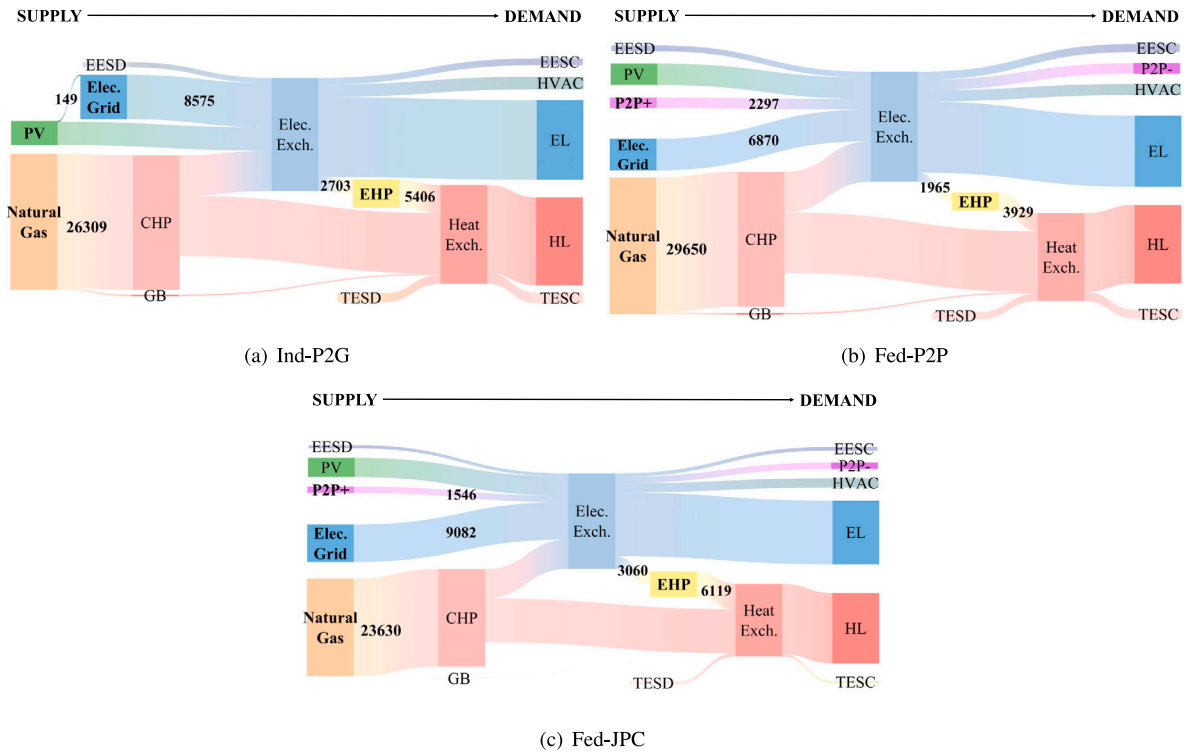 SUPPLY
DEMAND
EESD
Elec.
Grid
149
8575
PV
Natural
Gas
26309
CHP
GB
Elec.
Exch.
2703
EHP
5406
Heat
Exch.
TESD
EESC
HVAC
EL
HL
TESC
(a) Ind-P2G
SUPPLY
DEMAND
EESD
PV
P2P+
2297
Elec.
Grid
6870
Natural
Gas
29650
CHP
GB
Elec.
Exch.
1965
EHP
3929
Heat
Exch.
TESD
EESC
P2P-
HVAC
EL
HL
TESC
(b) Fed-P2P
SUPPLY
DEMAND
EESD
PV
P2P+
1546
Elec.
Grid
9082
Natural
Gas
23630
CHP
GB
Elec.
Exch.
3060
EHP
6119
Heat
Exch.
TESD
EESC
P2P-
HVAC
EL
HL
TESC
(c) Fed-JPC